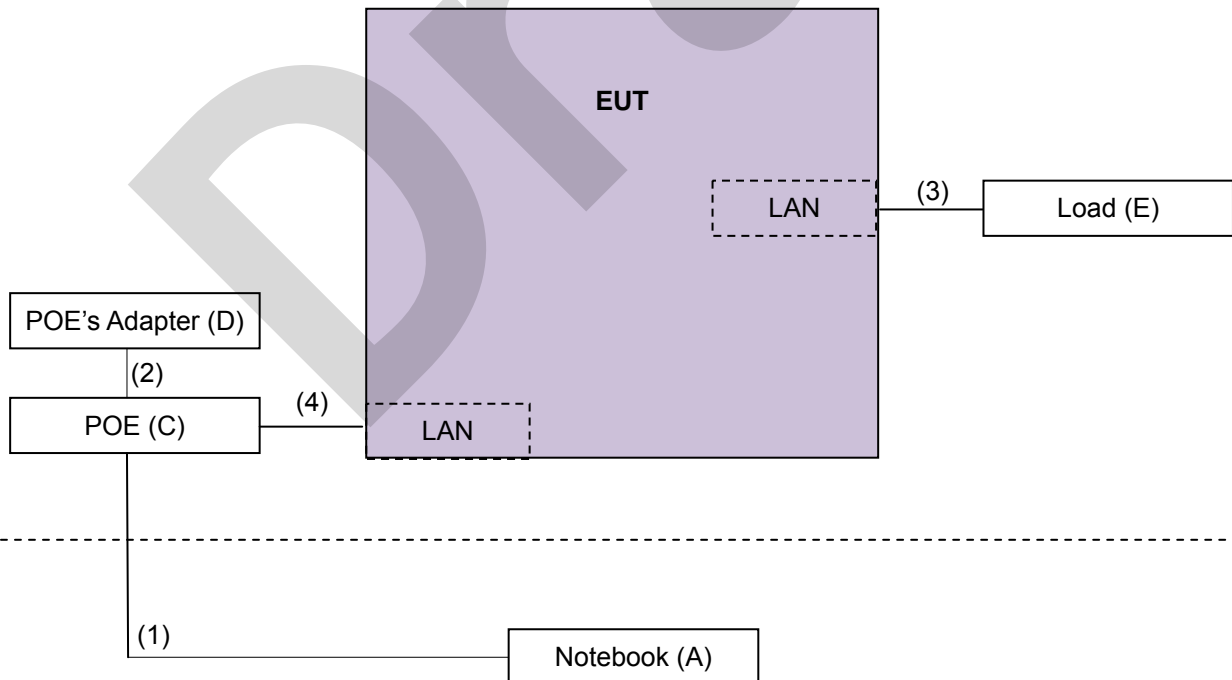 EUT
LAN
(3)
Load (E)
POE's Adapter (D)
(2)
POE (C)
(4)
LAN
(1)
Notebook (A)